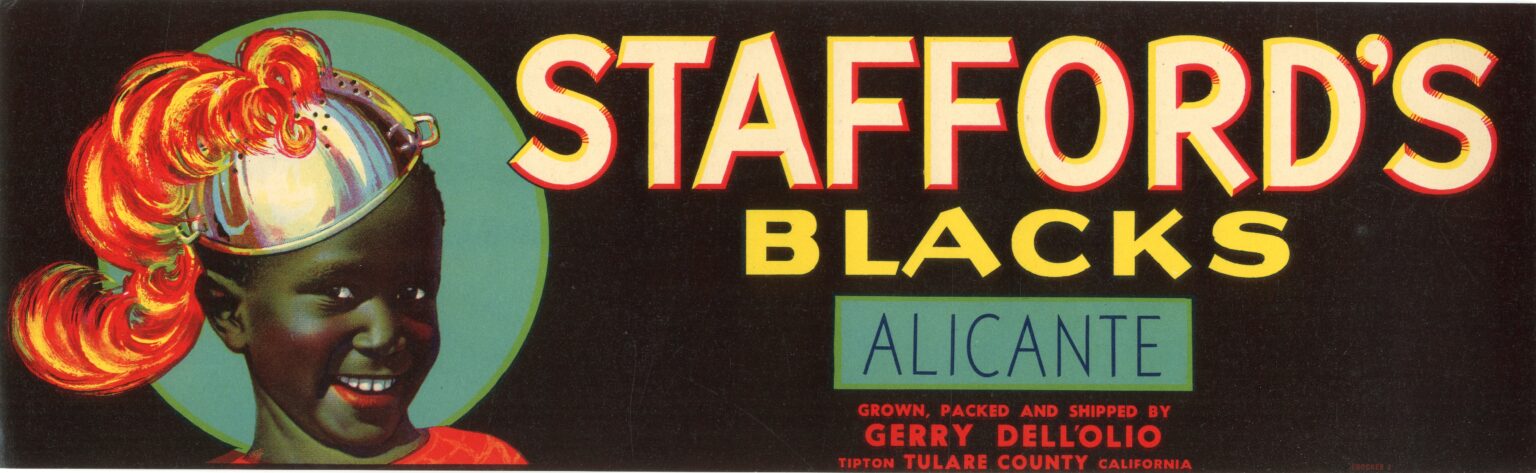 STAFFORD'S
BLACKS
ALICANTE
GROWN, PACKED AND SHIPPED BY
GERRY DELL'OLIO
TIPTON TULARE COUNTY CALIFORNIA